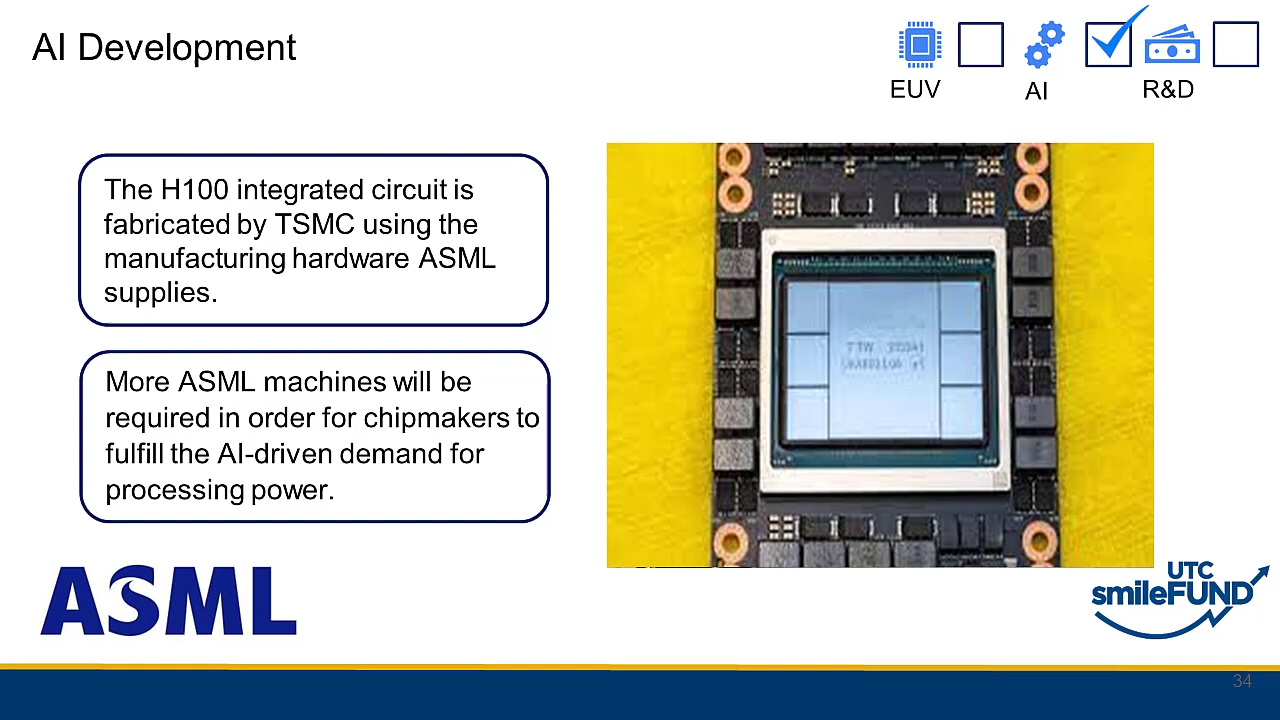 AI Development
EUV
AI
R&D
The H100 integrated circuit is
fabricated by TSMC using the
manufacturing hardware ASML
supplies.
More ASML machines will be
required in order for chipmakers to
fulfill the AI-driven demand for
processing power.
ASML
UTC
smileFUND
34